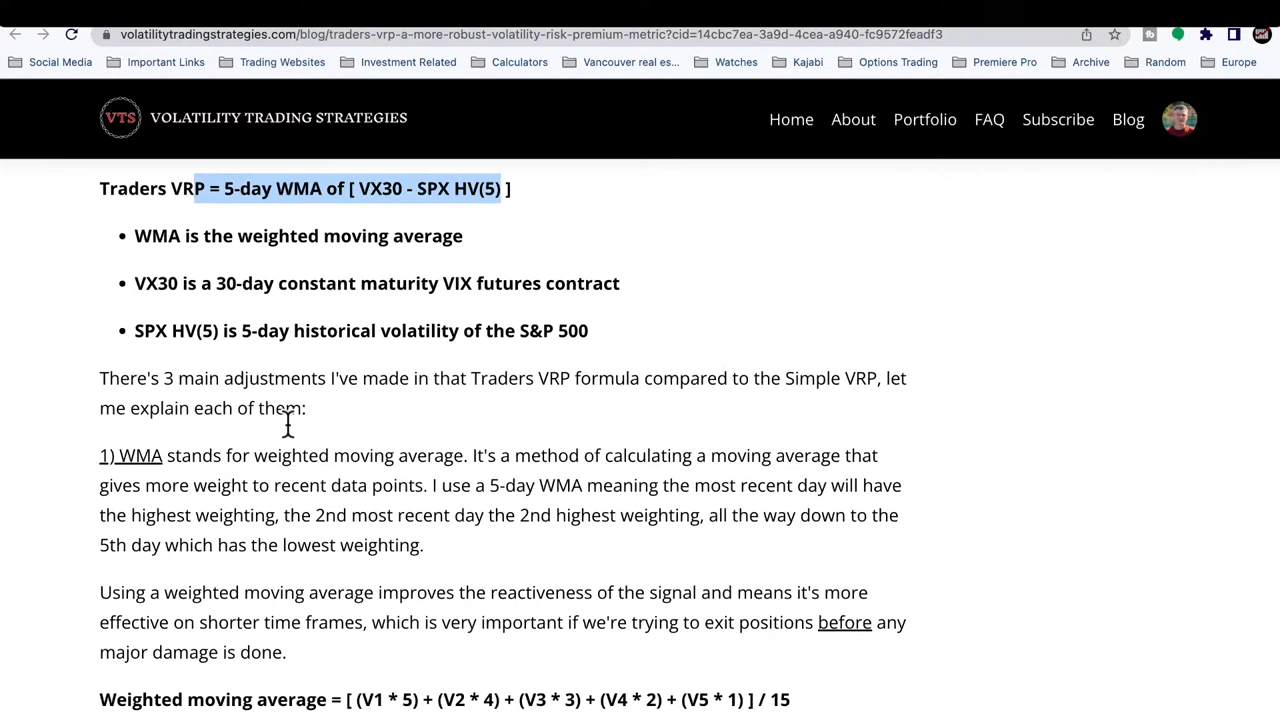 volatilitytradingstrategies.com/blog/traders-vrp-a-more-robust-volatility-risk-premium-metric?cid=14cbc7ea-3a9d-4cea-a940-fc9572feadf3
Social Media Important Links Trading Websites Investment Related Calculators Vancouver real es... Watches Kajabi Options Trading Premiere Pro Archive Random Europe
VTS VOLATILITY TRADING STRATEGIES Home About Portfolio FAQ Subscribe Blog
Traders VRP = 5-day WMA of [ VX30 - SPX HV(5) ]
• WMA is the weighted moving average
• VX30 is a 30-day constant maturity VIX futures contract
• SPX HV(5) is 5-day historical volatility of the S&P 500
There's 3 main adjustments I've made in that Traders VRP formula compared to the Simple VRP, let
me explain each of them:
1) WMA stands for weighted moving average. It's a method of calculating a moving average that
gives more weight to recent data points. I use a 5-day WMA meaning the most recent day will have
the highest weighting, the 2nd most recent day the 2nd highest weighting, all the way down to the
5th day which has the lowest weighting.
Using a weighted moving average improves the reactiveness of the signal and means it's more
effective on shorter time frames, which is very important if we're trying to exit positions before any
major damage is done.
Weighted moving average = [ (V1 * 5) + (V2 * 4) + (V3 * 3) + (V4 * 2) + (V5 * 1) ] / 15